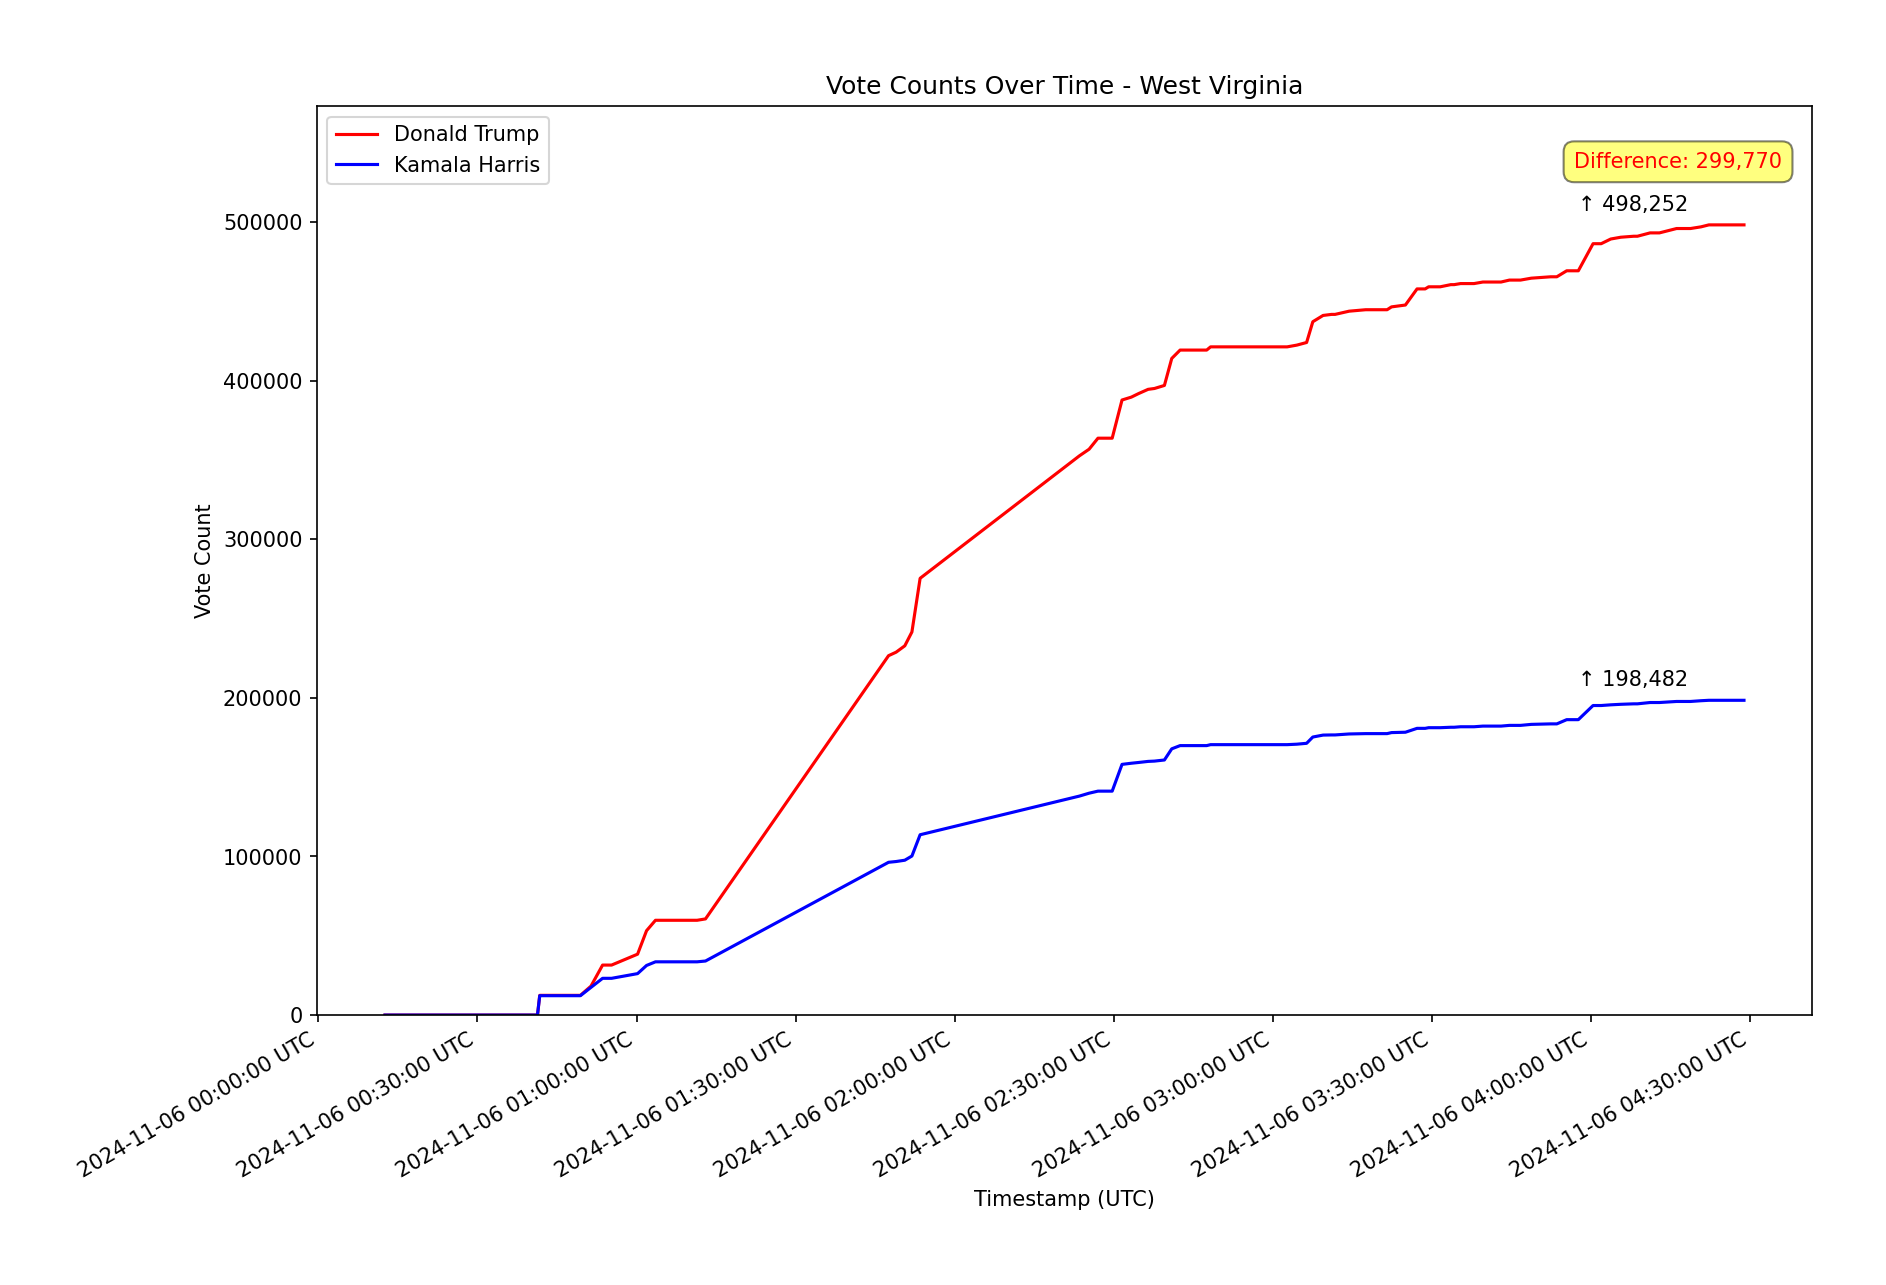 Vote Counts Over Time - West Virginia
Donald Trump
Kamala Harris
Difference: 299,770
↑ 498,252
↑ 198,482
Vote Count
500000
400000
300000
200000
100000
0
2024-11-06 00:00:00 UTC
2024-11-06 00:30:00 UTC
2024-11-06 01:00:00 UTC
2024-11-06 01:30:00 UTC
2024-11-06 02:00:00 UTC
2024-11-06 02:30:00 UTC
2024-11-06 03:00:00 UTC
2024-11-06 03:30:00 UTC
2024-11-06 04:00:00 UTC
2024-11-06 04:30:00 UTC
Timestamp (UTC)